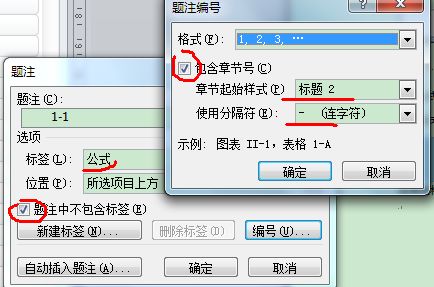 题注编号
格式(F): 1, 2, 3, …
包含章节号(C)
章节起始样式(P) 标题 2
使用分隔符(E): - (连字符)
示例: 图表 II-1, 表格 1-A
确定 取消
题注
题注(C):
1-1
选项
标签(L): 公式
位置(P): 所选项目上方
题注中不包含标签(E)
新建标签(N)... 删除标签(D) 编号(U)...
自动插入题注(A)... 确定 取消